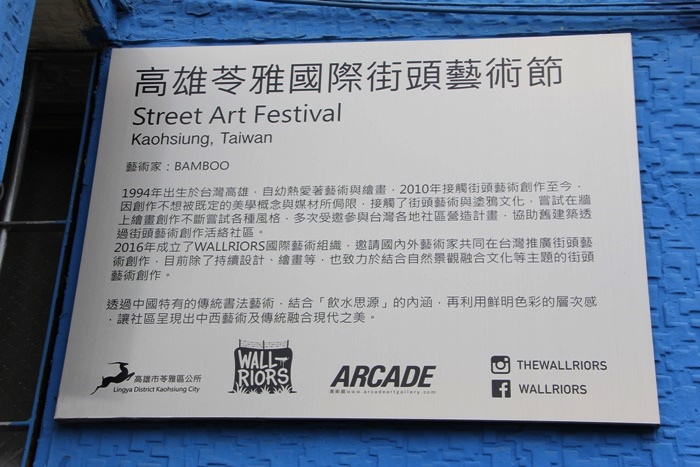 高雄苓雅國際街頭藝術節
Street Art Festival
Kaohsiung, Taiwan
藝術家：BAMBOO
1994年出生於台灣高雄，自幼熱愛著藝術與繪畫，2010年接觸街頭藝術創作至今，
因創作不想被既定的美學概念與媒材所侷限，接觸了街頭藝術與塗鴉文化，嘗試在牆
上繪畫創作不斷嘗試各種風格，多次受邀參與台灣各地社區營造計畫，協助舊建築透
過街頭藝術創作活絡社區。
2016年成立了WALLRIORS國際藝術組織，邀請國內外藝術家共同在台灣推廣街頭藝
術創作，目前除了持續設計、繪畫等，也致力於結合自然景觀融合文化等主題的街頭
藝術創作。
透過中國特有的傳統書法藝術，結合「飲水思源」的內涵，再利用鮮明色彩的層次感
，讓社區呈現出中西藝術及傳統融合現代之美。
高雄市苓雅區公所
Lingya District Kaohsiung City
WALL
RIORS
ARCADE
www.arcadeartgallery.com
THEWALLRIORS
WALLRIORS